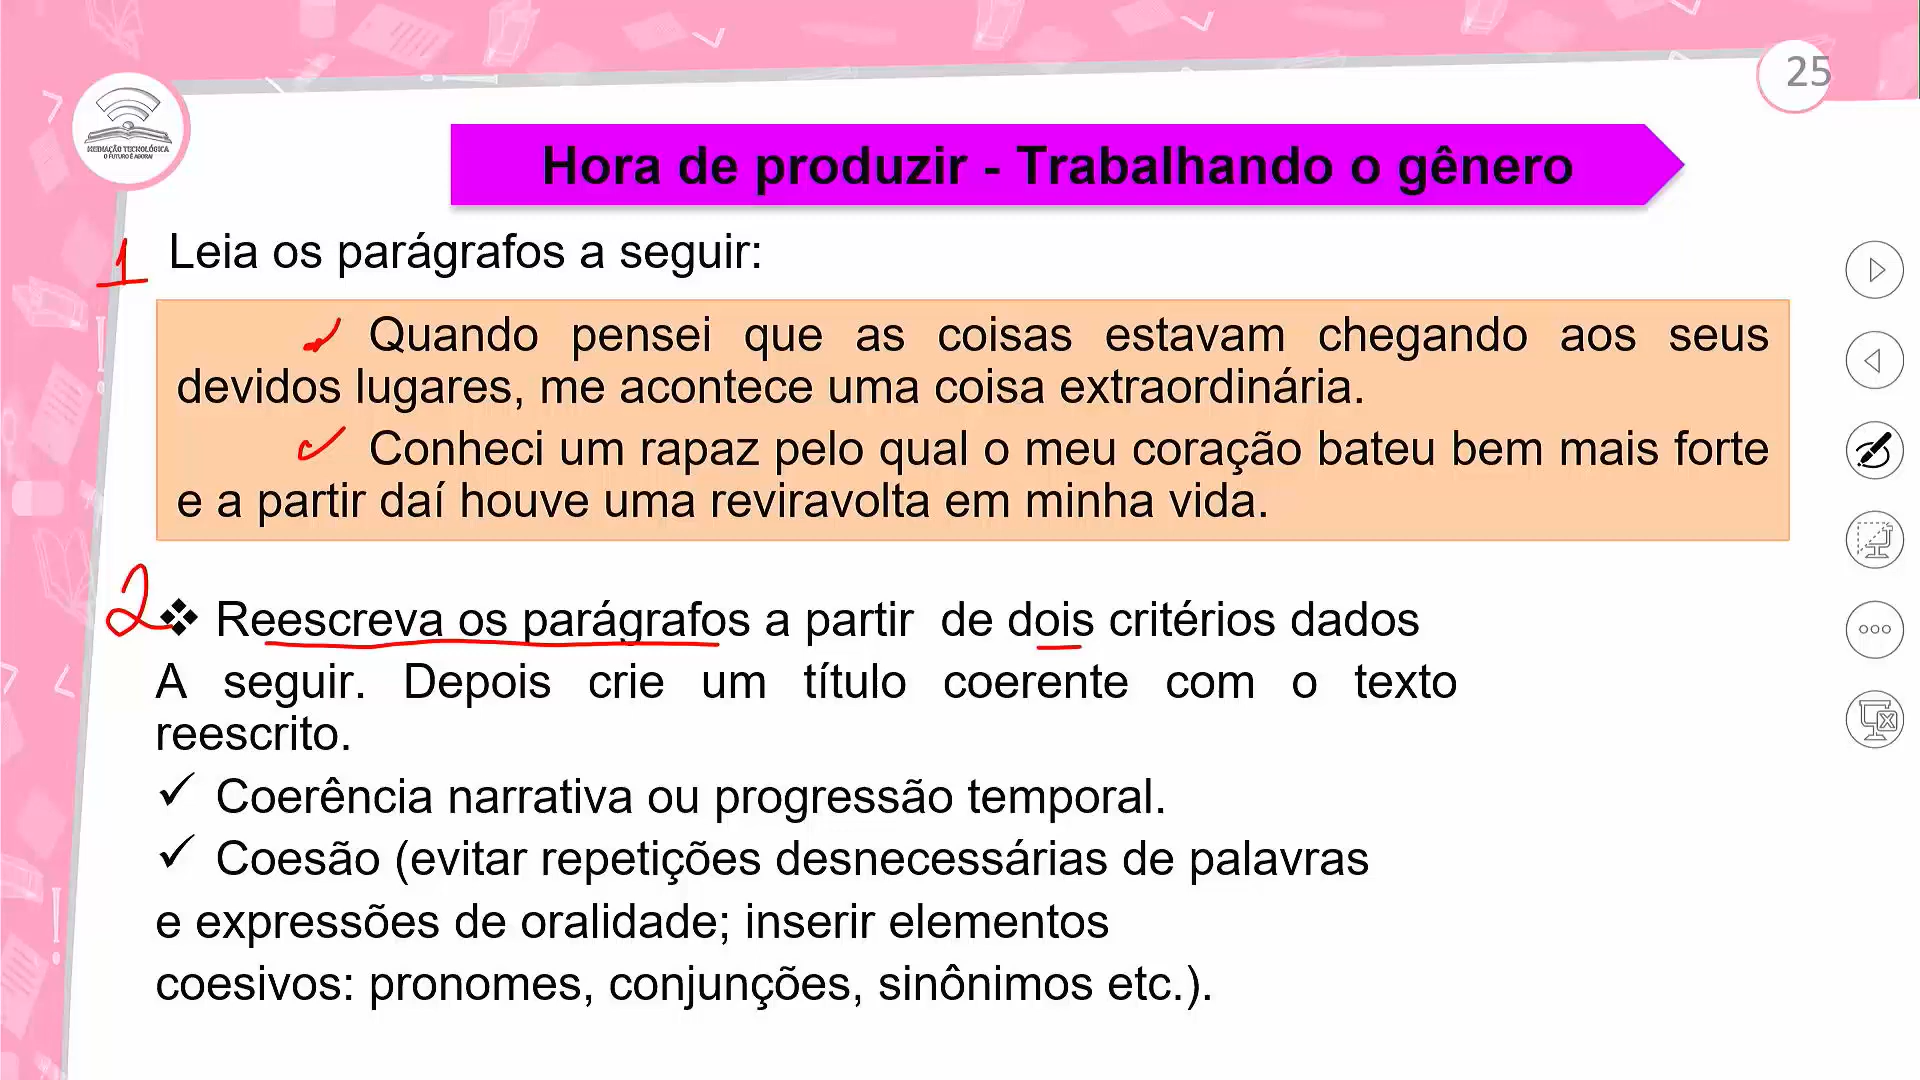 25
MEDIAÇÃO TECNOLÓGICA
O FUTURO É AGORA!
Hora de produzir - Trabalhando o gênero
1 Leia os parágrafos a seguir:
Quando pensei que as coisas estavam chegando aos seus
devidos lugares, me acontece uma coisa extraordinária.
Conheci um rapaz pelo qual o meu coração bateu bem mais forte
e a partir daí houve uma reviravolta em minha vida.
2 ❖ Reescreva os parágrafos a partir de dois critérios dados
A seguir. Depois crie um título coerente com o texto
reescrito.
✓ Coerência narrativa ou progressão temporal.
✓ Coesão (evitar repetições desnecessárias de palavras
e expressões de oralidade; inserir elementos
coesivos: pronomes, conjunções, sinônimos etc.).